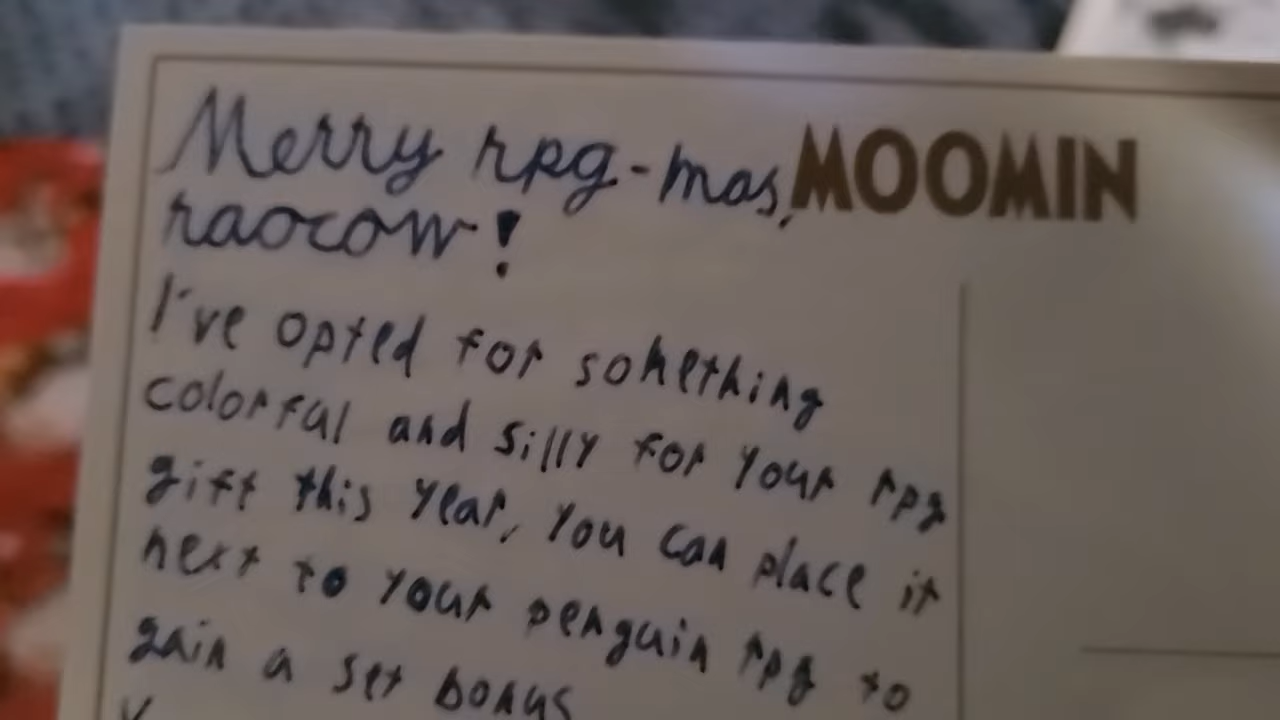 Merry rpg-mas, MOOMIN
raocow!
I've opted for something
colorful and silly for your rpg
gift this year, you can place it
next to your penguin rpg to
gain a set bonus